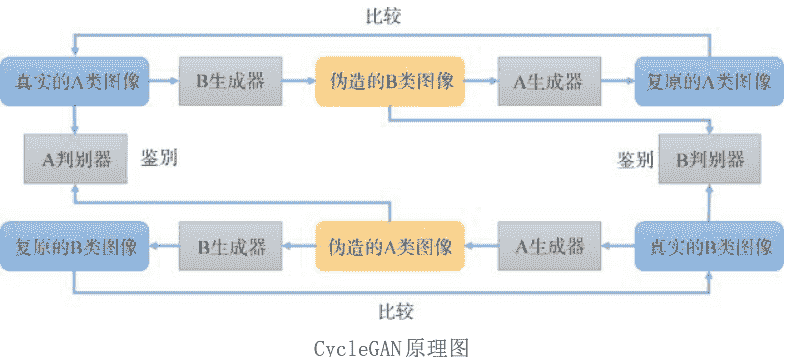 比较
真实的A类图像
B生成器
伪造的B类图像
A生成器
复原的A类图像
A判别器
鉴别
鉴别
B判别器
复原的B类图像
B生成器
伪造的A类图像
A生成器
真实的B类图像
比较
CycleGAN原理图